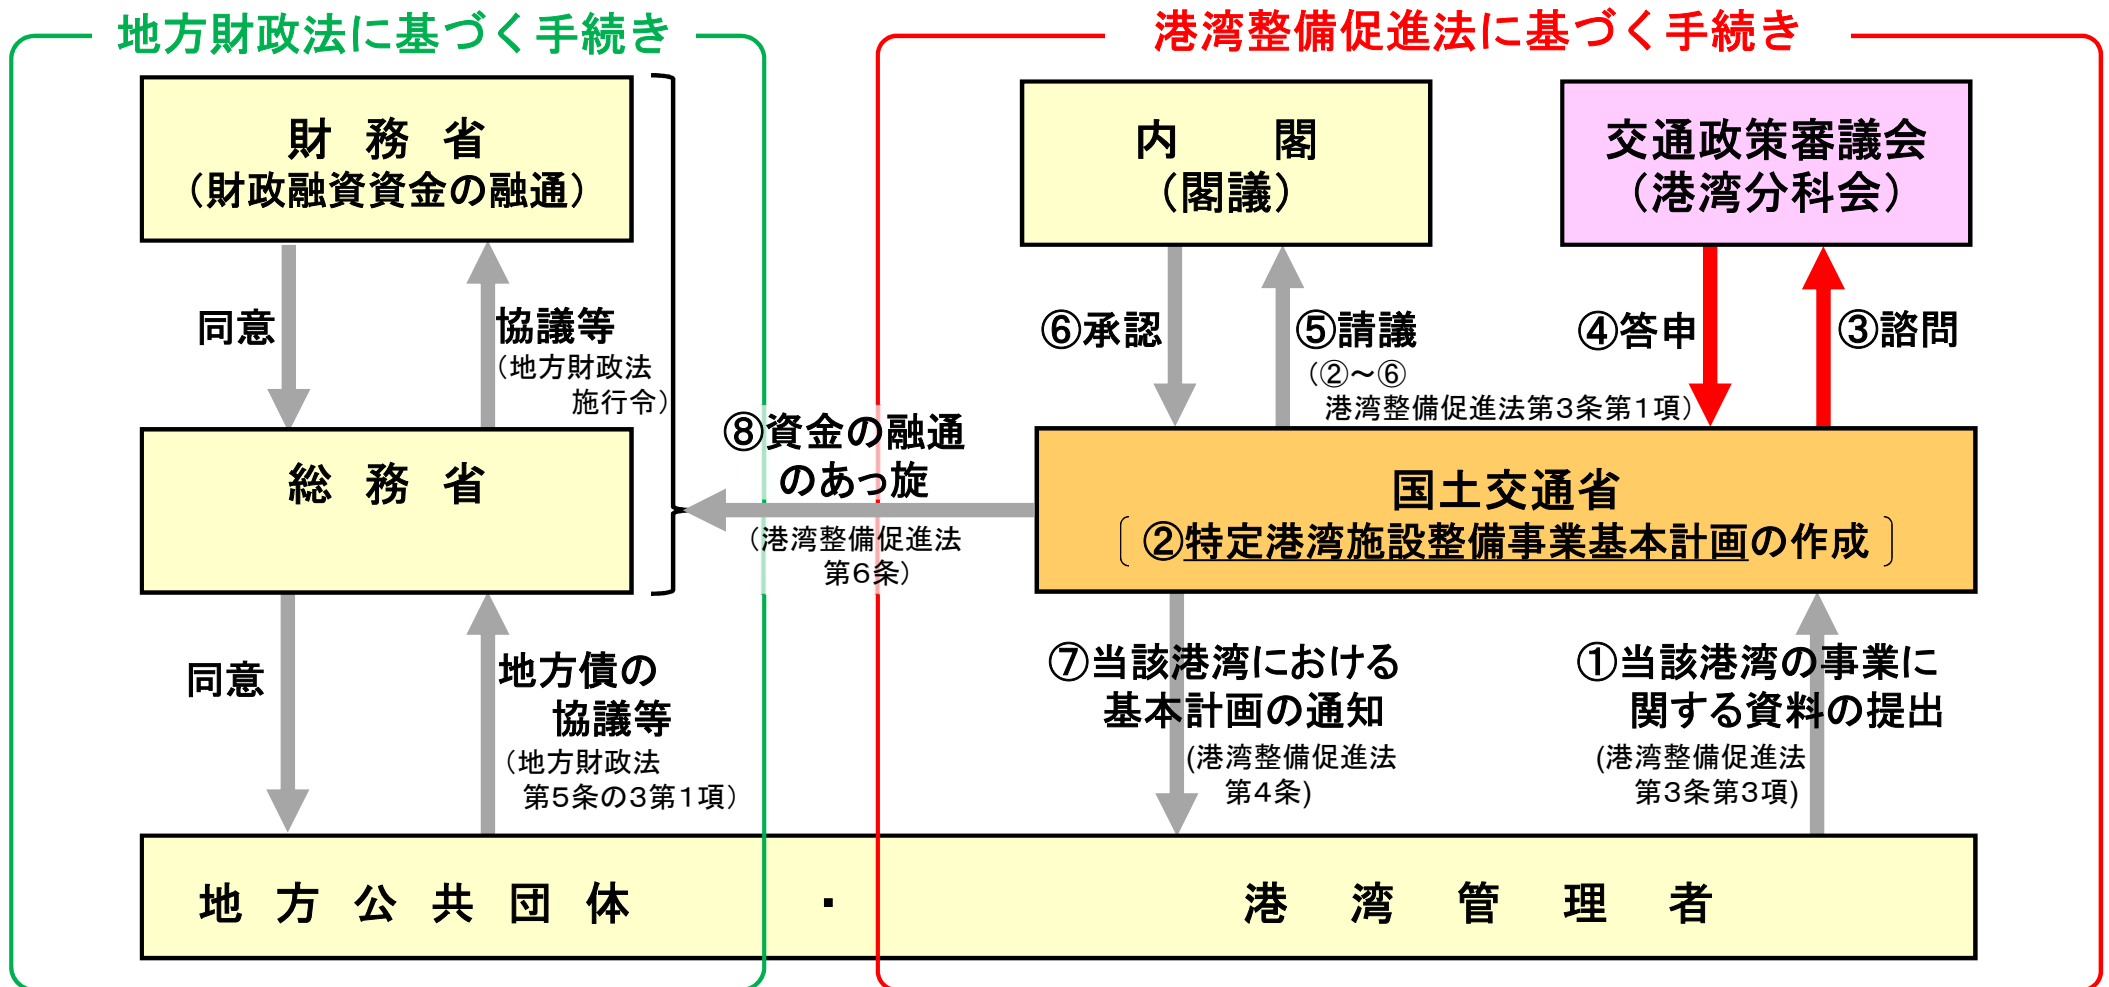 地方財政法に基づく手続き
財務省
（財政融資資金の融通）
同意
協議等
（地方財政法
施行令）
総務省
同意
地方債の
協議等
（地方財政法
第５条の３第１項）
⑧資金の融通
のあっ旋
（港湾整備促進法
第６条）
港湾整備促進法に基づく手続き
内閣
（閣議）
交通政策審議会
（港湾分科会）
⑥承認
⑤請議
（②～⑥
港湾整備促進法第３条第１項）
④答申
③諮問
国土交通省
〔②特定港湾施設整備事業基本計画の作成〕
⑦当該港湾における
基本計画の通知
(港湾整備促進法
第４条)
①当該港湾の事業に
関する資料の提出
(港湾整備促進法
第３条第３項)
地方公共団体・港湾管理者